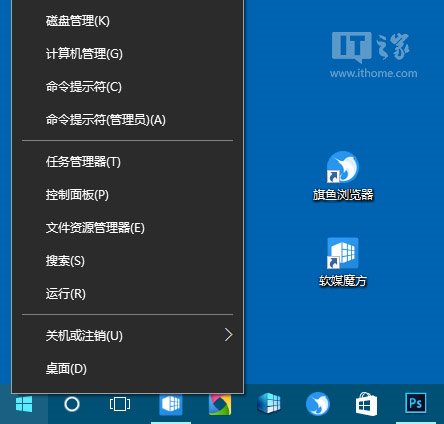 磁盘管理(K)
计算机管理(G)
命令提示符(C)
命令提示符(管理员)(A)
任务管理器(T)
控制面板(P)
文件资源管理器(E)
搜索(S)
运行(R)
关机或注销(U)
桌面(D)
IT之家
www.ithome.com
旗鱼浏览器
软媒魔方
Ps